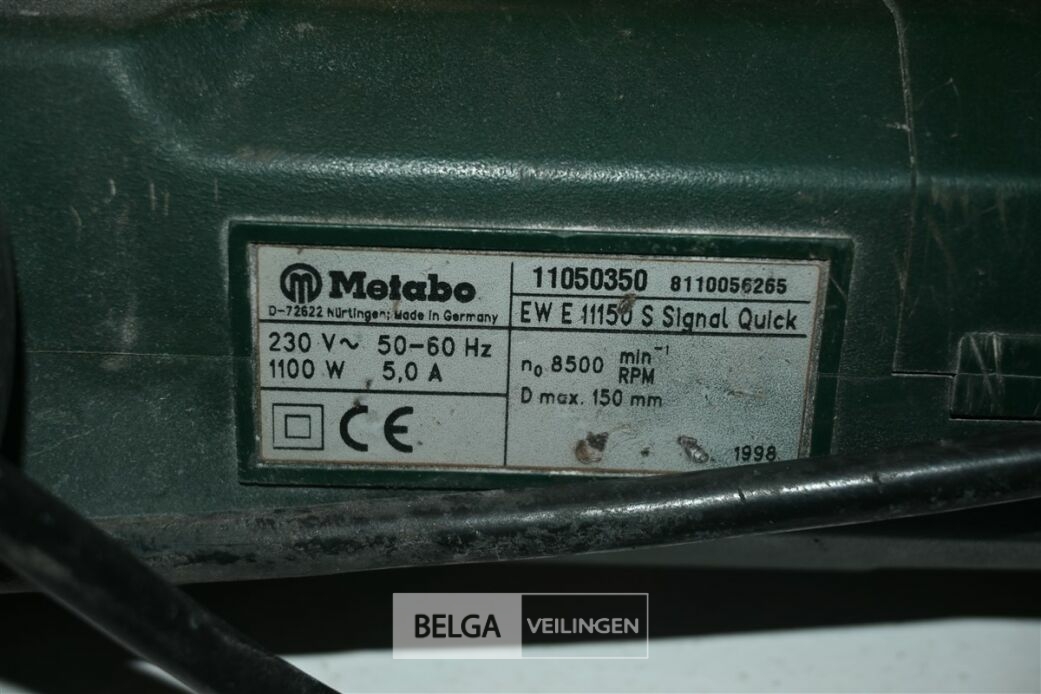 Metabo
D-72622 Nürtingen; Made in Germany
230 V~ 50-60 Hz
1100 W 5,0 A
CE
11050350 8110056265
EW E 11150 S Signal Quick
n₀ 8500 min⁻¹
RPM
D max. 150 mm
1998
BELGA VEILINGEN